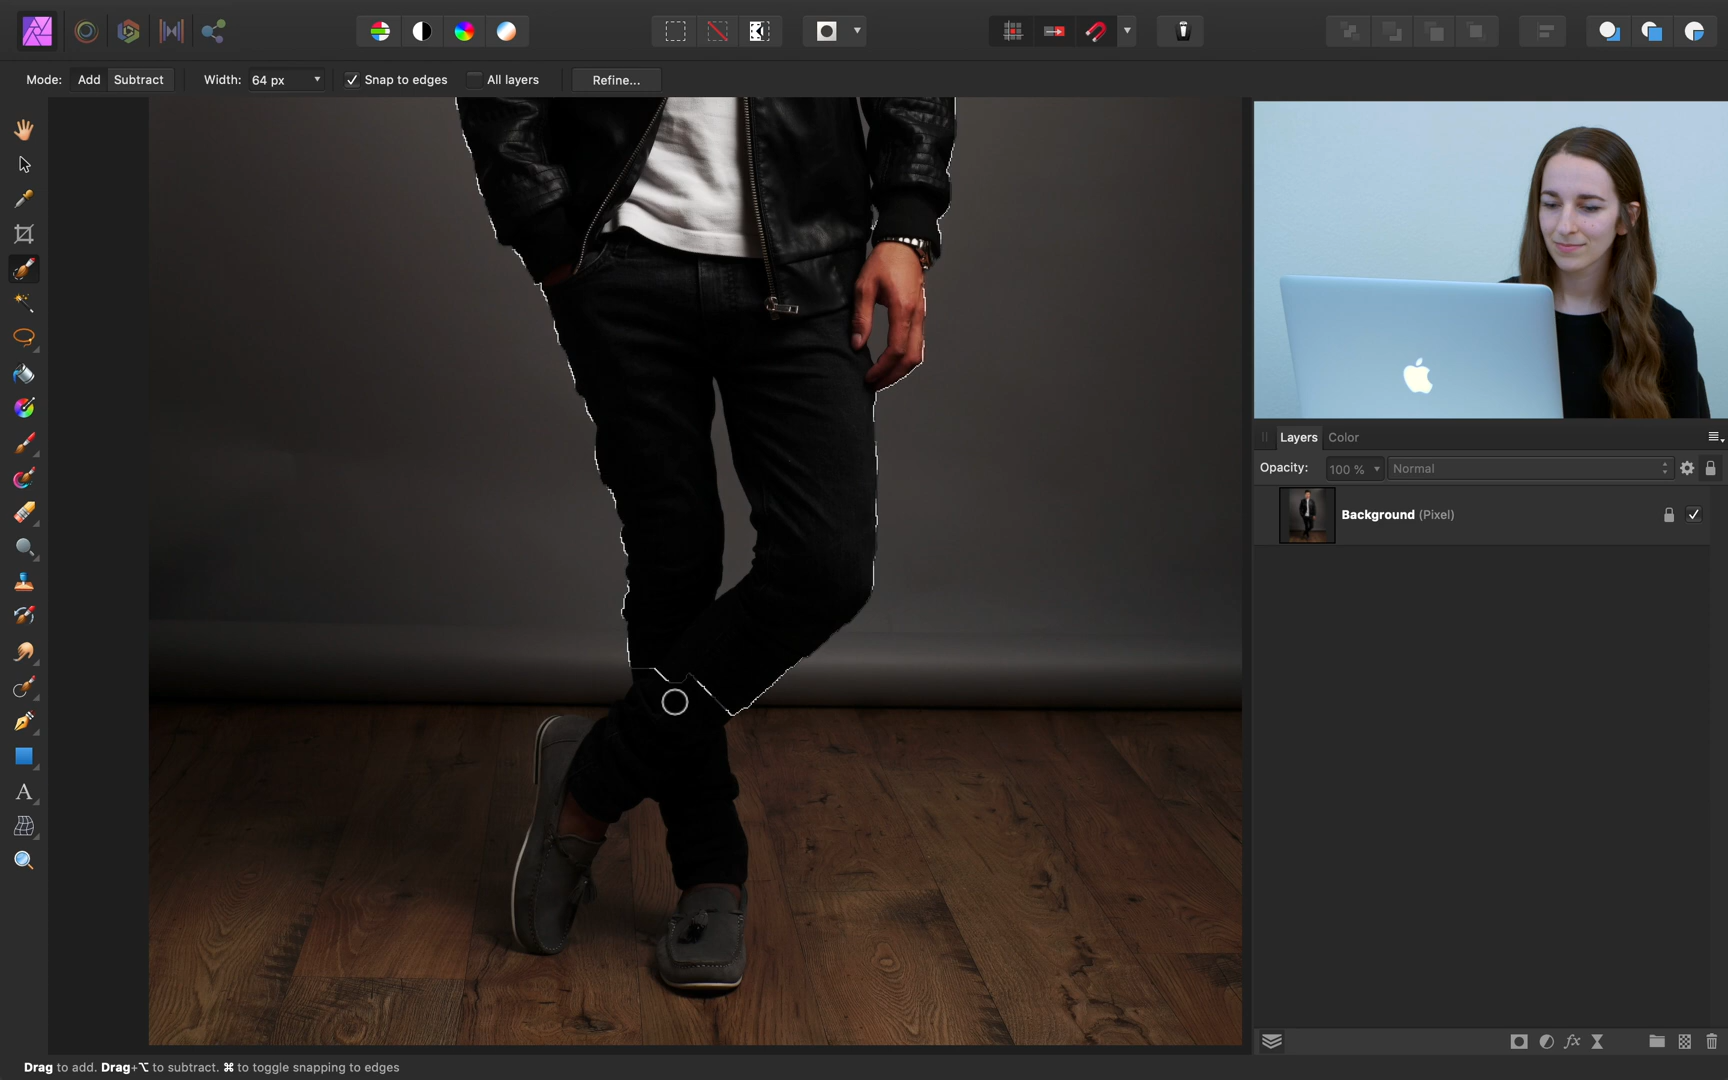 Mode: Add Subtract Width: 64 px Snap to edges All layers Refine...
Layers Color
Opacity: 100 % Normal
Background (Pixel)
A
fx
Drag to add. Drag+⌥ to subtract. ⌘ to toggle snapping to edges